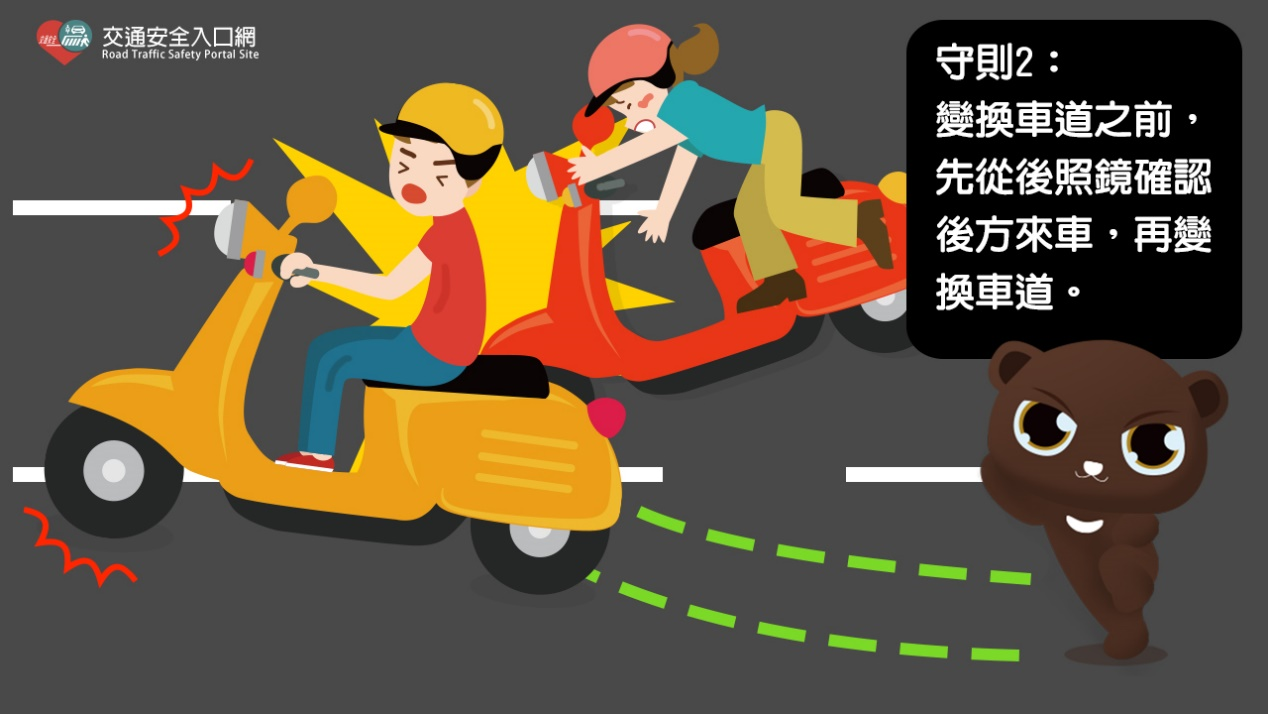 交通安全入口網
Road Traffic Safety Portal Site
守則2：
變換車道之前，
先從後照鏡確認
後方來車，再變
換車道。